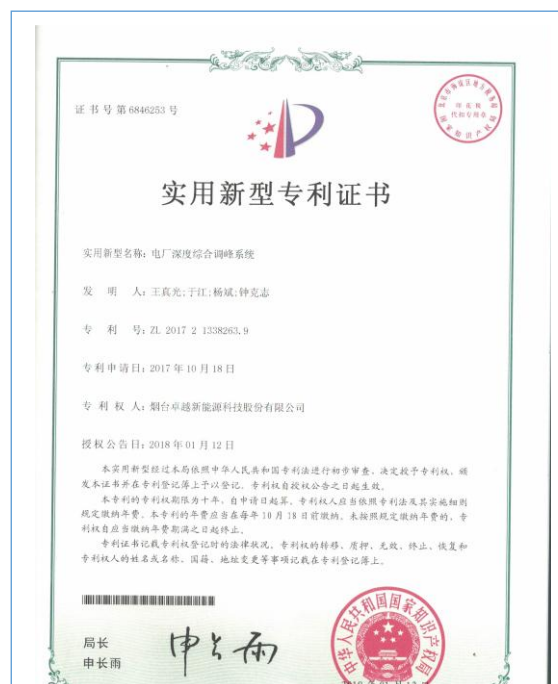 证书号第6846253号
实用新型专利证书
实用新型名称：电厂深度综合调峰系统
发 明 人：王真光;于江;杨斌;钟克志
专 利 号：ZL 2017 2 1338263.9
专利申请日：2017年10月18日
专 利 权 人：烟台卓越新能源科技股份有限公司
授权公告日：2018年01月12日
本实用新型经过本局依照中华人民共和国专利法进行初步审查，决定授予专利权，颁
发本证书并在专利登记簿上予以登记。专利权自授权公告之日起生效。
本专利的专利权期限为十年，自申请日起算。专利权人应当依照专利法及其实施细则
规定缴纳年费。本专利的年费应当在每年10月18日前缴纳。未按照规定缴纳年费的，专
利权自应当缴纳年费期满之日起终止。
专利证书记载专利权登记时的法律状况。专利权的转移、质押、无效、终止、恢复和
专利权人的姓名或名称、国籍、地址变更等事项记载在专利登记簿上。
局长
申长雨
申长雨
中华人民共和国国家知识产权局